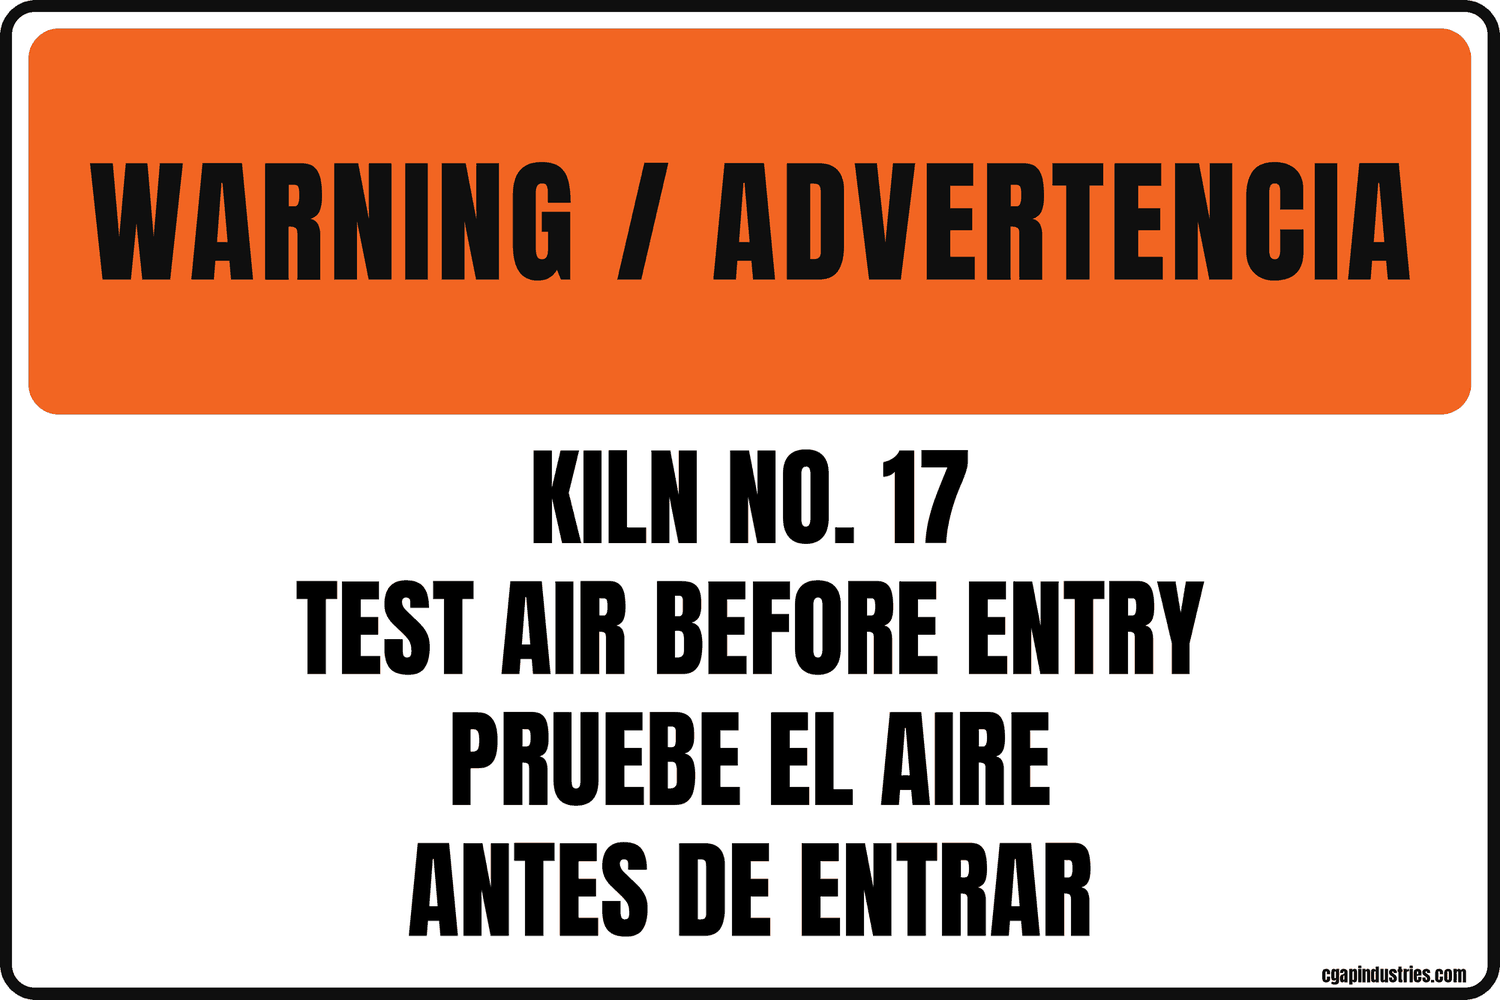 WARNING / ADVERTENCIA
KILN NO. 17
TEST AIR BEFORE ENTRY
PRUEBE EL AIRE
ANTES DE ENTRAR
cgapindustries.com